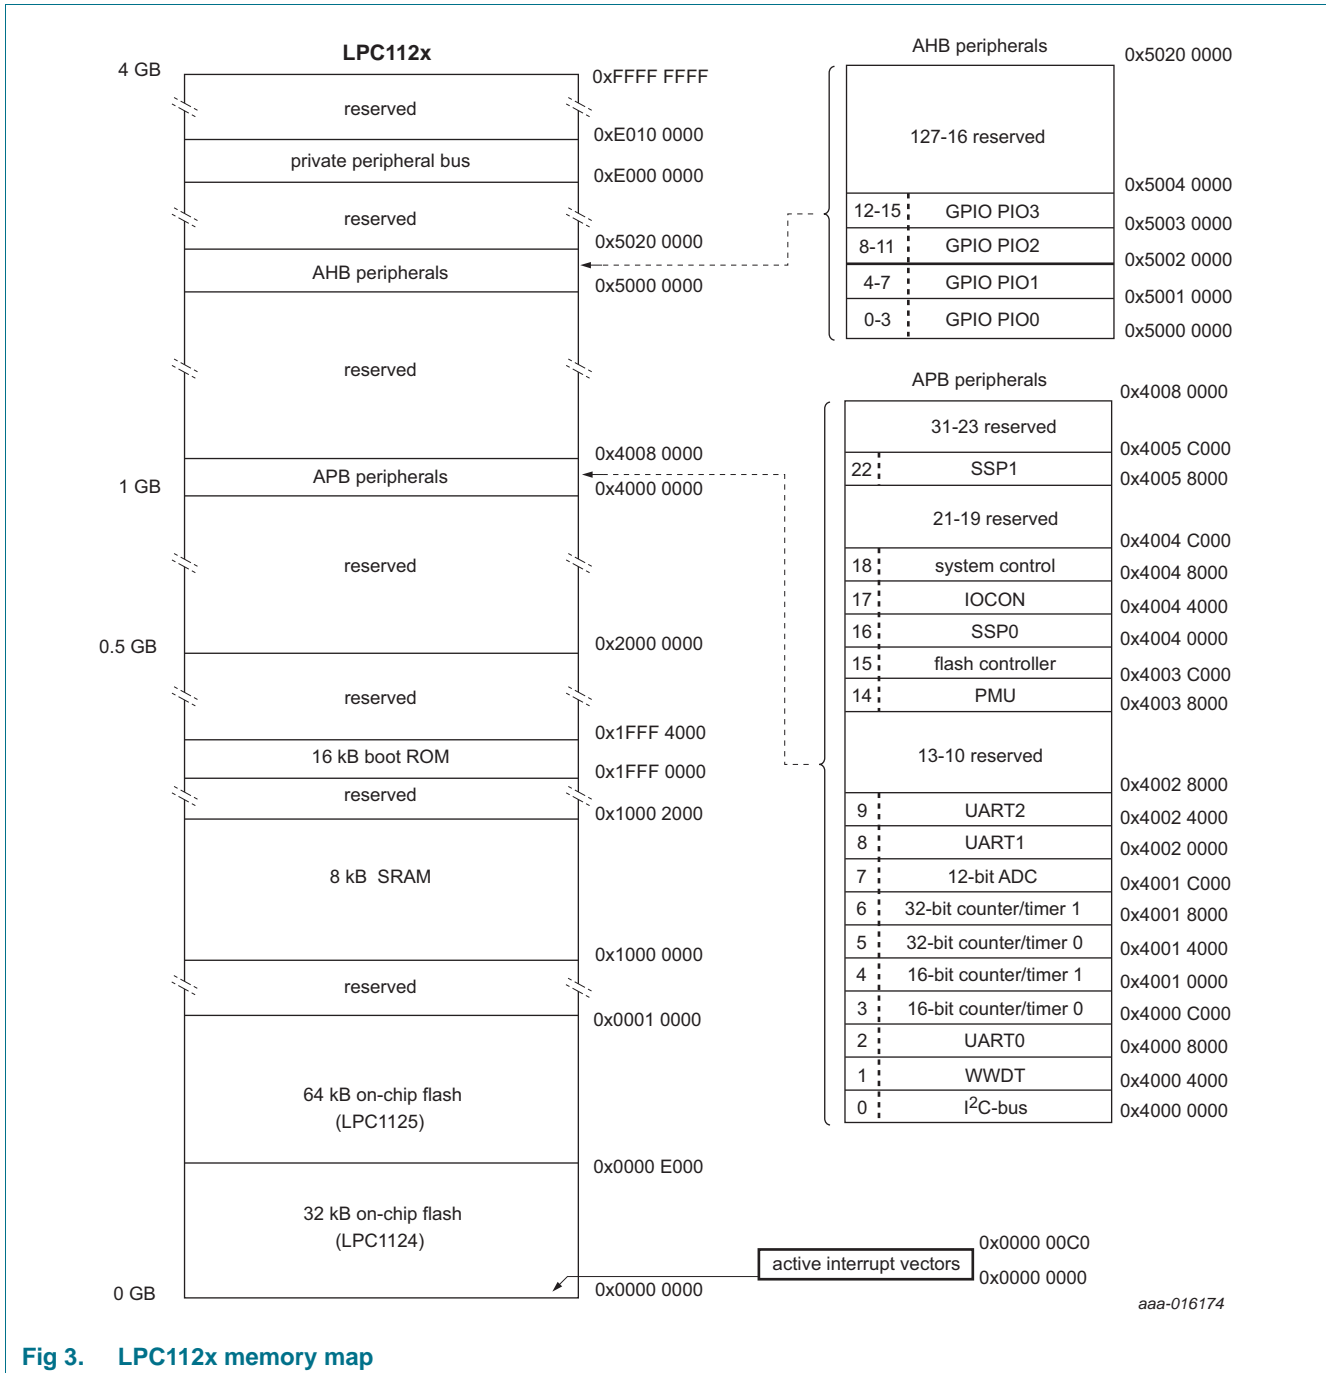 LPC112x
4 GB
0xFFFF FFFF
reserved
0xE010 0000
private peripheral bus
0xE000 0000
reserved
0x5020 0000
AHB peripherals
0x5000 0000
reserved
0x4008 0000
APB peripherals
1 GB
0x4000 0000
reserved
0.5 GB
0x2000 0000
reserved
0x1FFF 4000
16 kB boot ROM
0x1FFF 0000
reserved
0x1000 2000
8 kB SRAM
0x1000 0000
reserved
0x0001 0000
64 kB on-chip flash
(LPC1125)
0x0000 E000
32 kB on-chip flash
(LPC1124)
0 GB
0x0000 0000
AHB peripherals
0x5020 0000
127-16 reserved
0x5004 0000
12-15 GPIO PIO3
0x5003 0000
8-11 GPIO PIO2
0x5002 0000
4-7 GPIO PIO1
0x5001 0000
0-3 GPIO PIO0
0x5000 0000
APB peripherals
0x4008 0000
31-23 reserved
0x4005 C000
22 SSP1
0x4005 8000
21-19 reserved
0x4004 C000
18 system control
0x4004 8000
17 IOCON
0x4004 4000
16 SSP0
0x4004 0000
15 flash controller
0x4003 C000
14 PMU
0x4003 8000
13-10 reserved
0x4002 8000
9 UART2
0x4002 4000
8 UART1
0x4002 0000
7 12-bit ADC
0x4001 C000
6 32-bit counter/timer 1
0x4001 8000
5 32-bit counter/timer 0
0x4001 4000
4 16-bit counter/timer 1
0x4001 0000
3 16-bit counter/timer 0
0x4000 C000
2 UART0
0x4000 8000
1 WWDT
0x4000 4000
0 I2C-bus
0x4000 0000
0x0000 00C0
active interrupt vectors
0x0000 0000
aaa-016174
Fig 3. LPC112x memory map